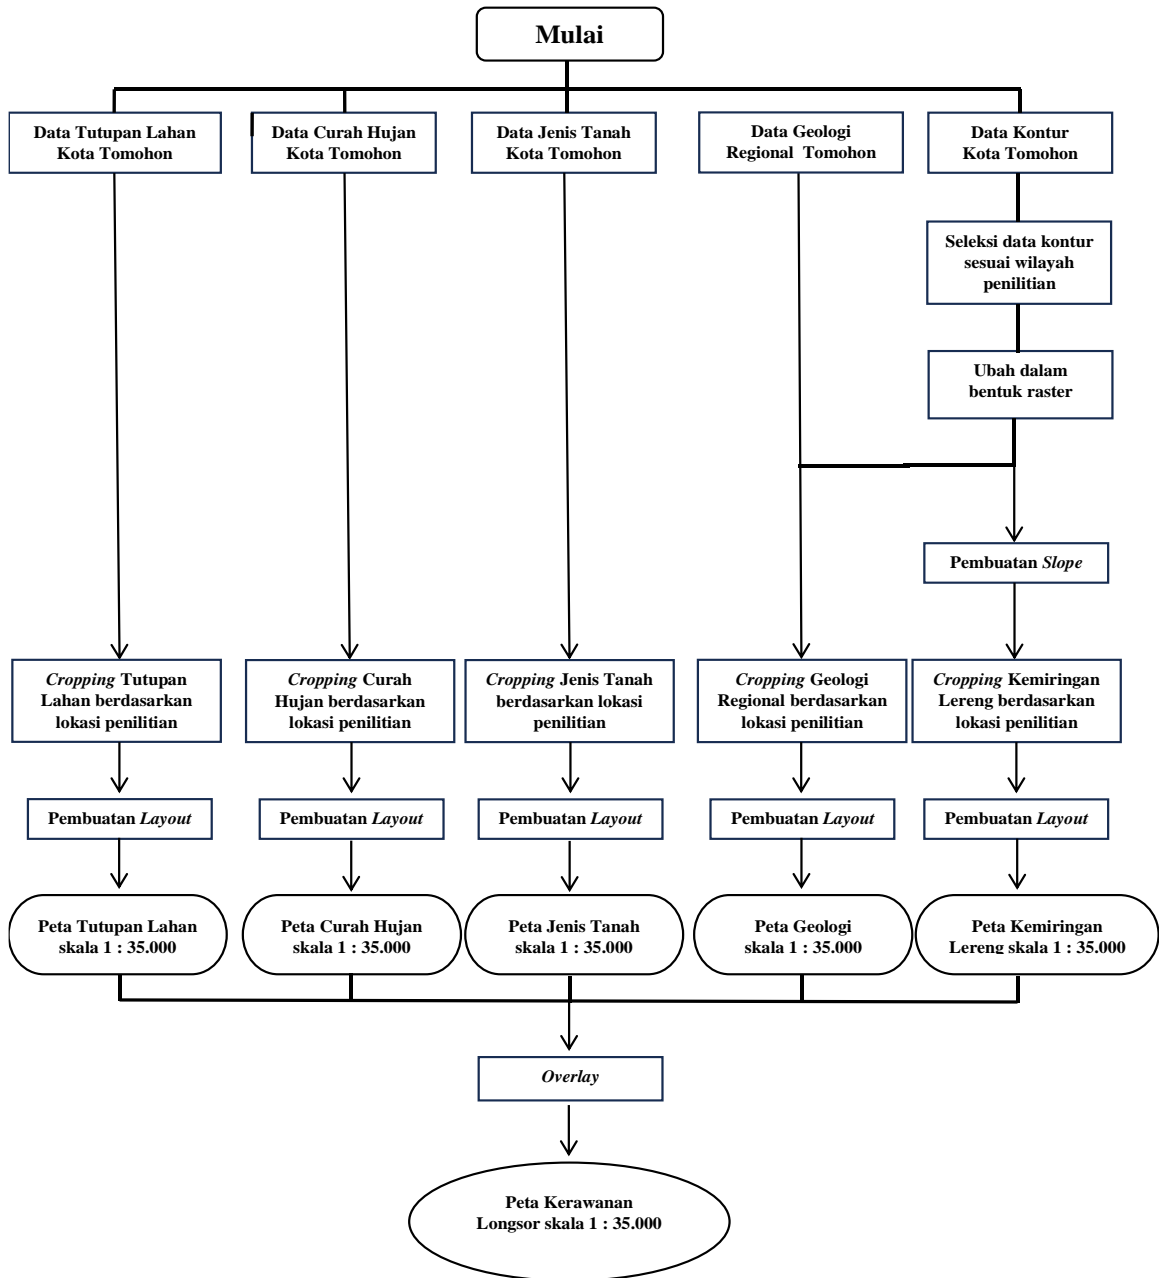 Mulai
Data Tutupan Lahan
Kota Tomohon
Data Curah Hujan
Kota Tomohon
Data Jenis Tanah
Kota Tomohon
Data Geologi
Regional Tomohon
Data Kontur
Kota Tomohon
Seleksi data kontur
sesuai wilayah
penilitian
Ubah dalam
bentuk raster
Pembuatan Slope
Cropping Tutupan
Lahan berdasarkan
lokasi penilitian
Cropping Curah
Hujan berdasarkan
lokasi penilitian
Cropping Jenis Tanah
berdasarkan lokasi
penilitian
Cropping Geologi
Regional berdasarkan
lokasi penilitian
Cropping Kemiringan
Lereng berdasarkan
lokasi penilitian
Pembuatan Layout
Pembuatan Layout
Pembuatan Layout
Pembuatan Layout
Pembuatan Layout
Peta Tutupan Lahan
skala 1 : 35.000
Peta Curah Hujan
skala 1 : 35.000
Peta Jenis Tanah
skala 1 : 35.000
Peta Geologi
skala 1 : 35.000
Peta Kemiringan
Lereng skala 1 : 35.000
Overlay
Peta Kerawanan
Longsor skala 1 : 35.000